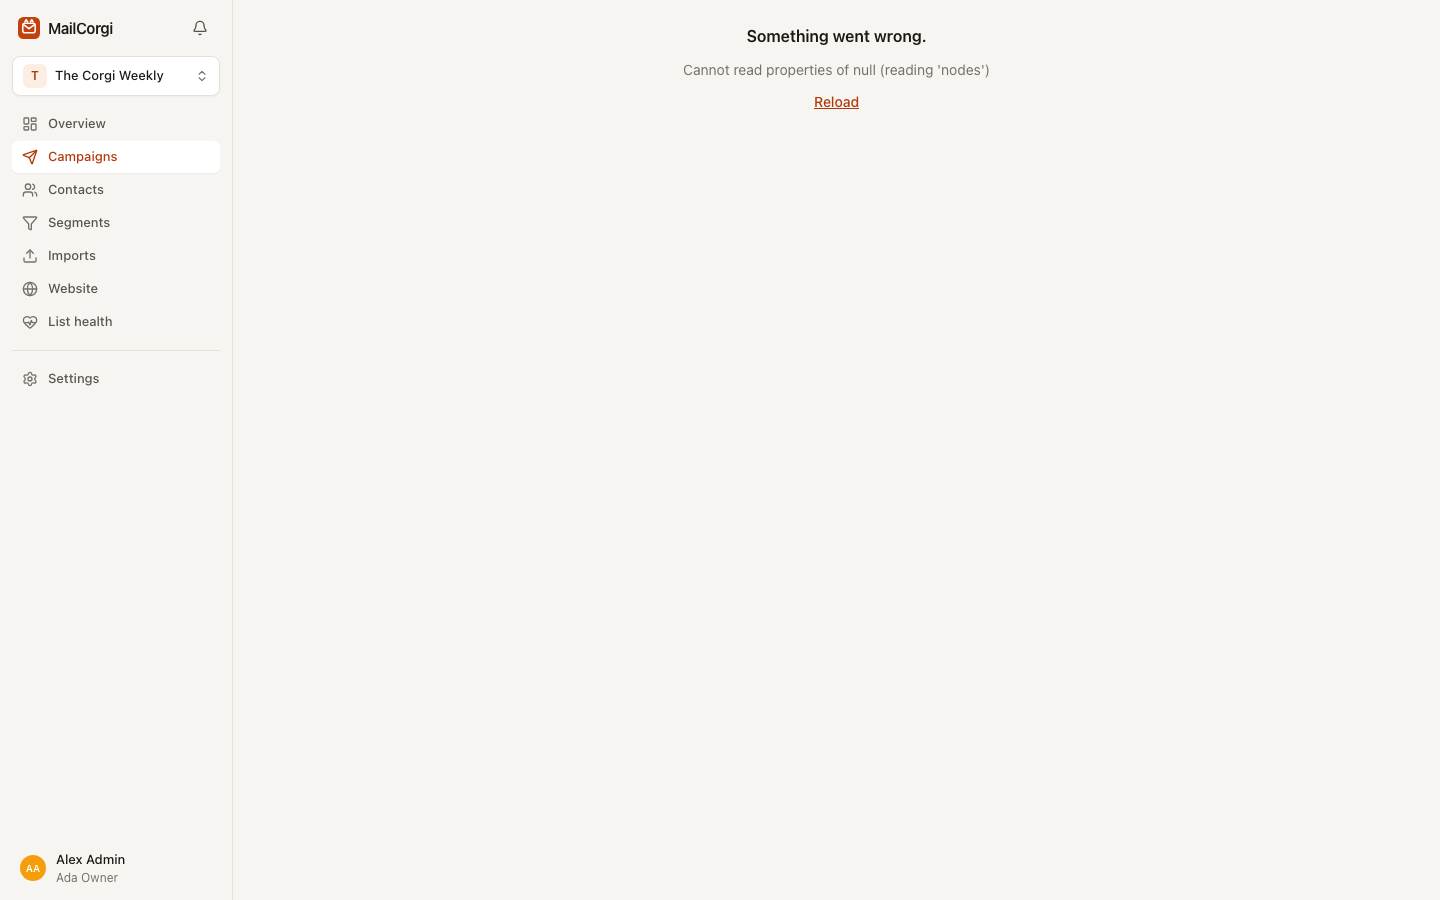 MailCorgi
T
The Corgi Weekly
Overview
Campaigns
Contacts
Segments
Imports
Website
List health
Settings
AA
Alex Admin
Ada Owner
Something went wrong.
Cannot read properties of null (reading 'nodes')
Reload